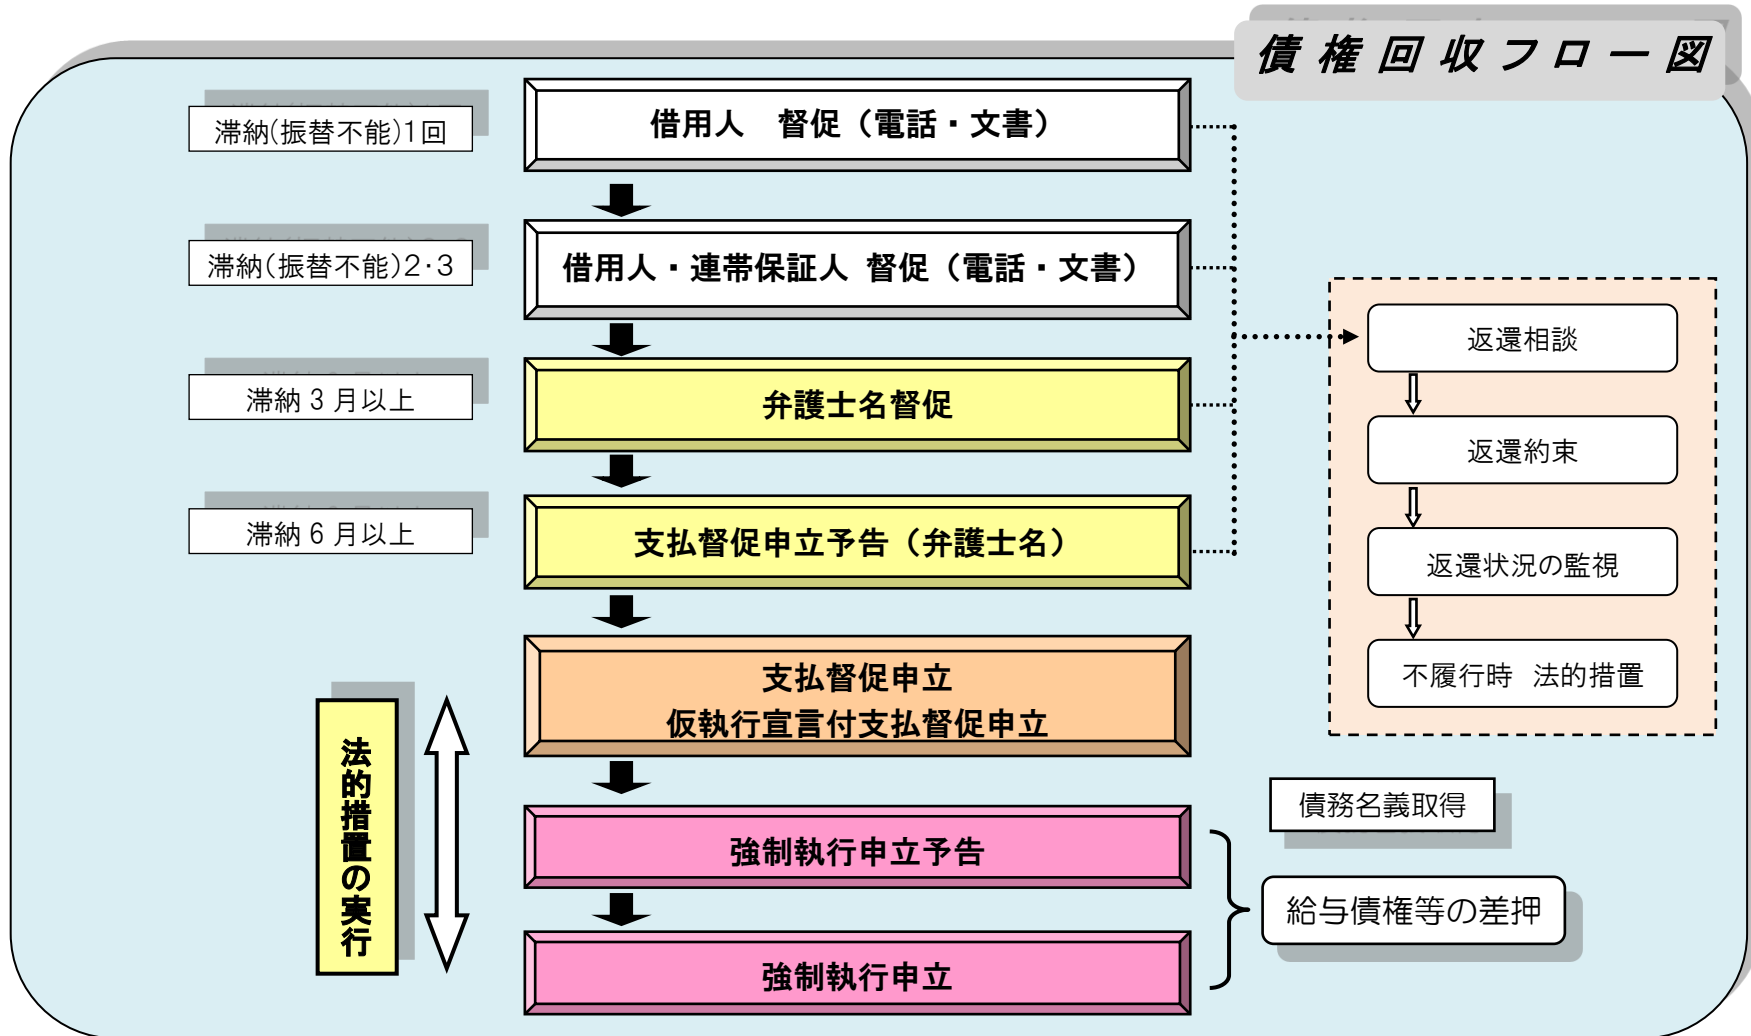 債権回収フロー図
滞納(振替不能)1回
借用人　督促（電話・文書）
滞納(振替不能)2・3
借用人・連帯保証人 督促（電話・文書）
滞納 3 月以上
弁護士名督促
滞納 6 月以上
支払督促申立予告（弁護士名）
支払督促申立
仮執行宣言付支払督促申立
強制執行申立予告
強制執行申立
法的措置の実行
返還相談
返還約束
返還状況の監視
不履行時　法的措置
債務名義取得
給与債権等の差押